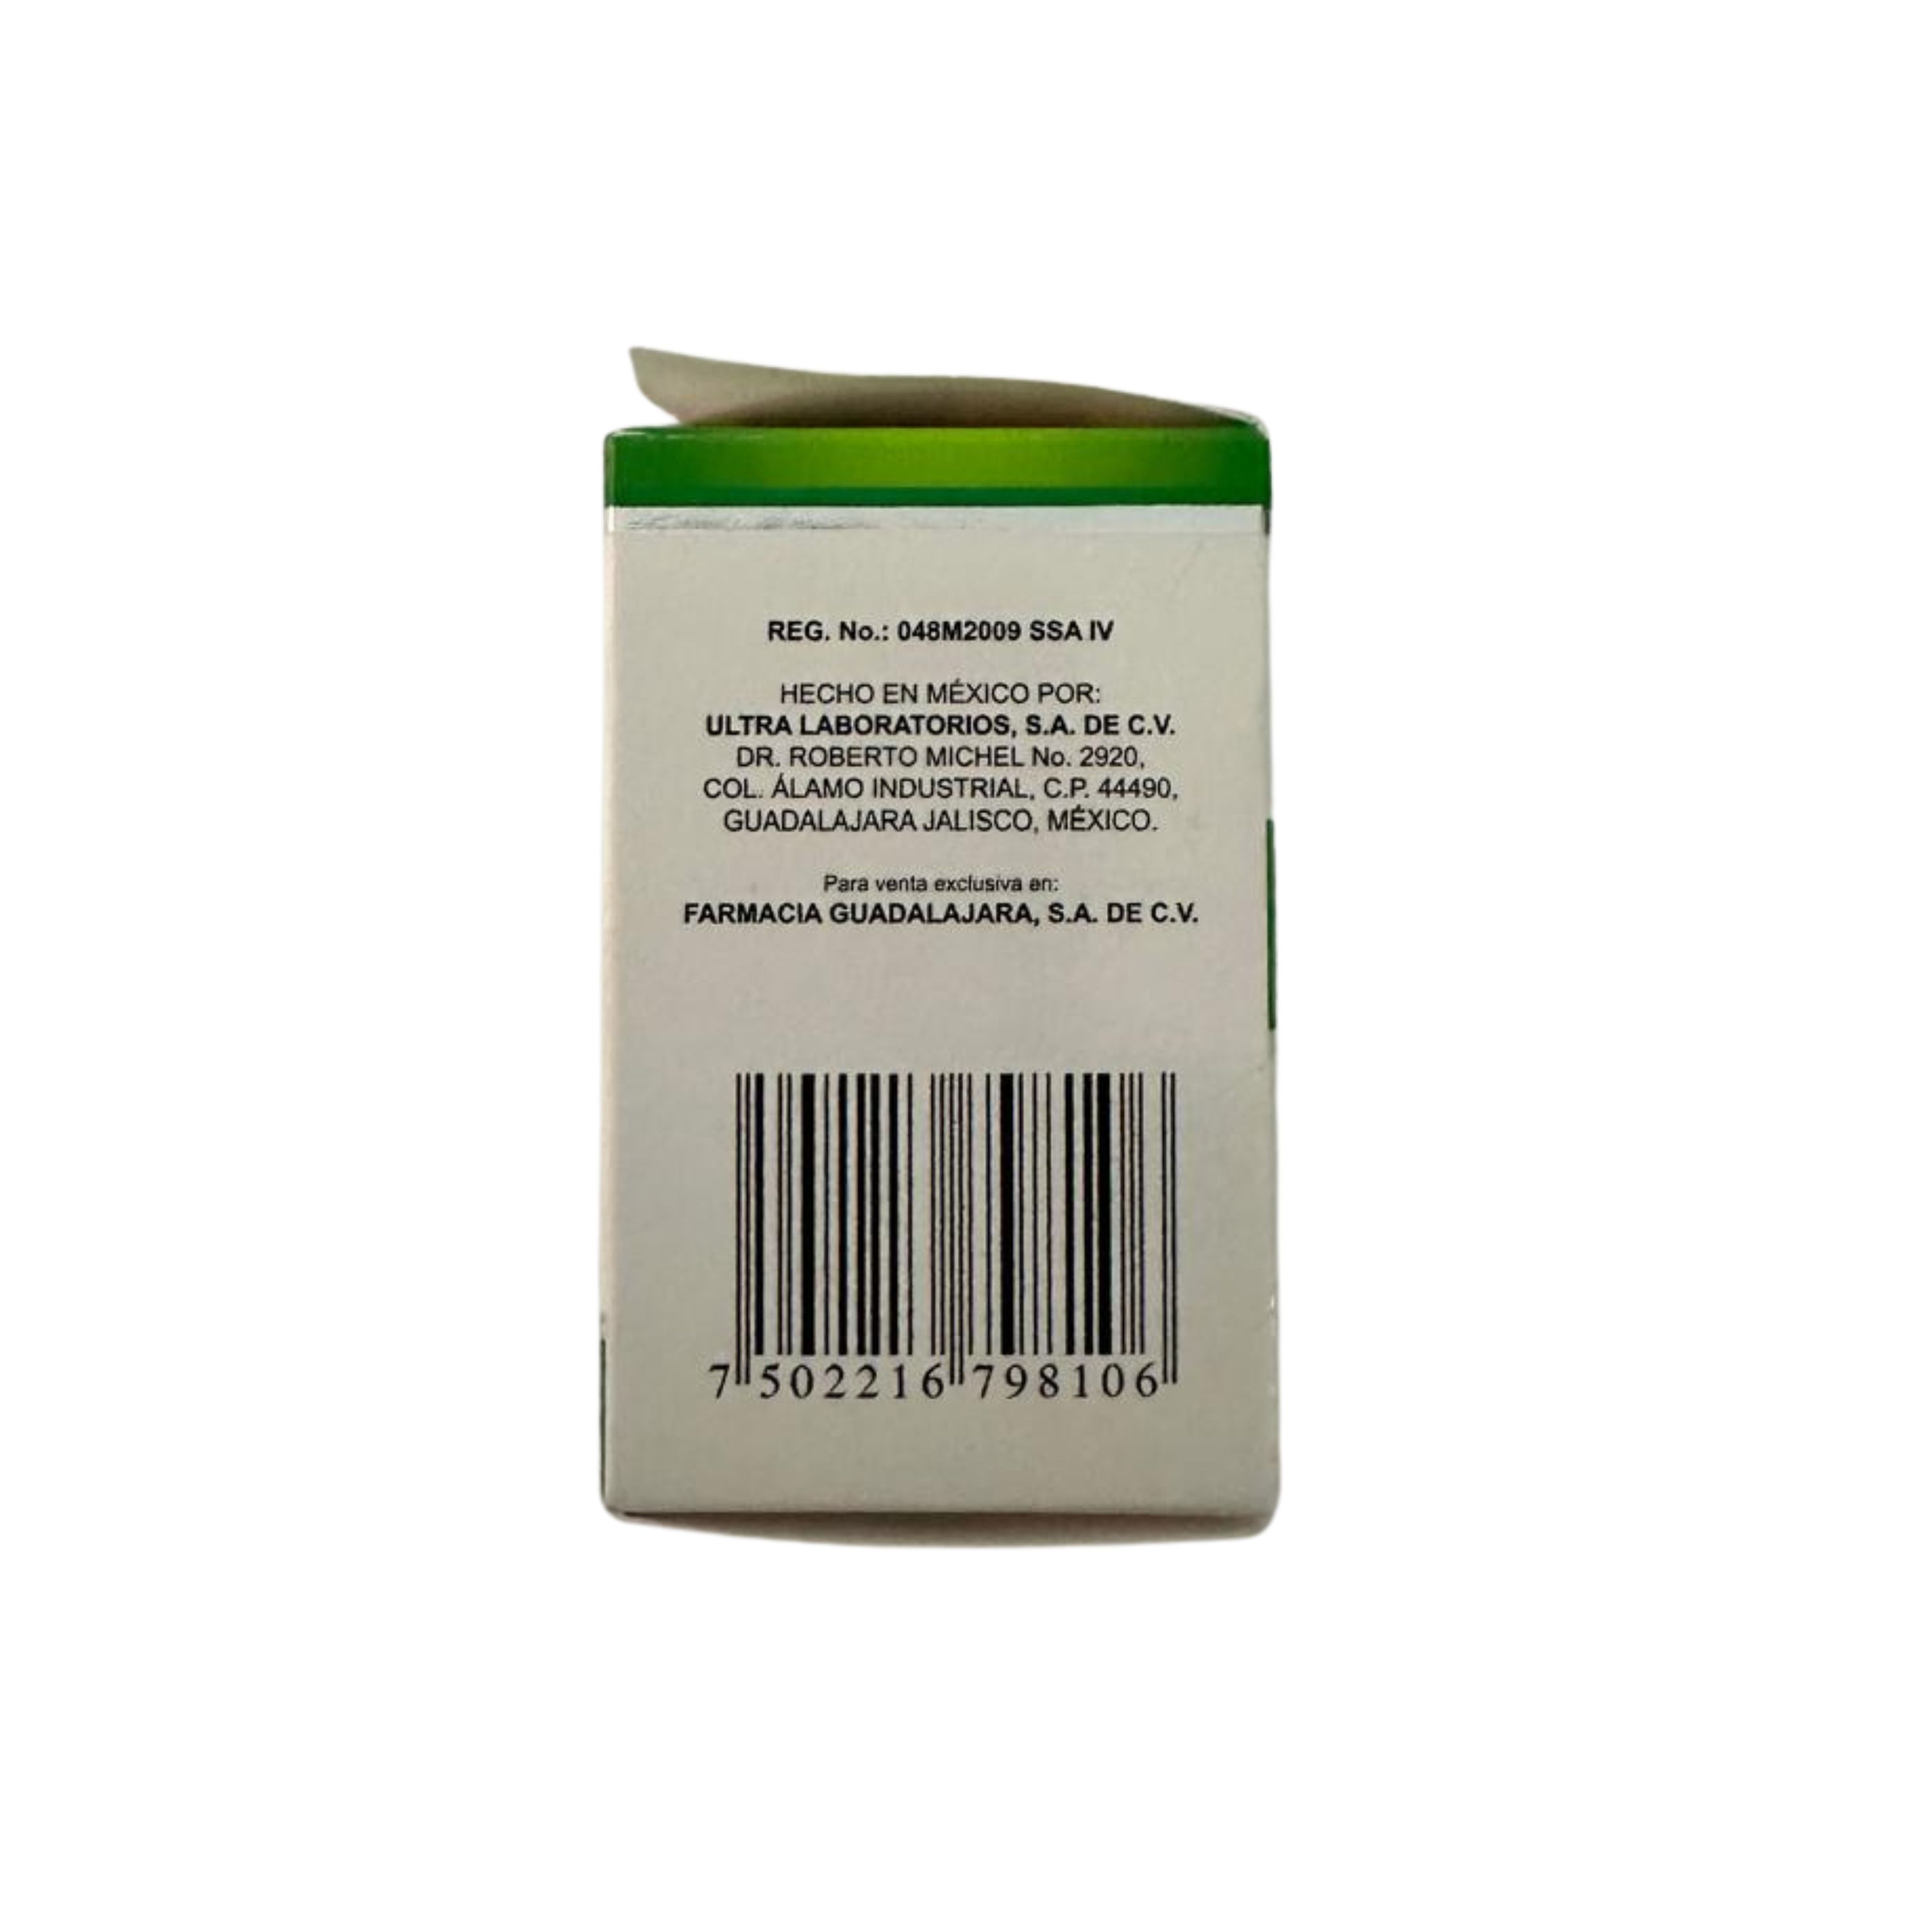 REG. No.: 048M2009 SSA IV
HECHO EN MÉXICO POR:
ULTRA LABORATORIOS, S.A. DE C.V.
DR. ROBERTO MICHEL No. 2920,
COL. ÁLAMO INDUSTRIAL, C.P. 44490,
GUADALAJARA JALISCO, MÉXICO.
Para venta exclusiva en:
FARMACIA GUADALAJARA, S.A. DE C.V.
7 502216 798106